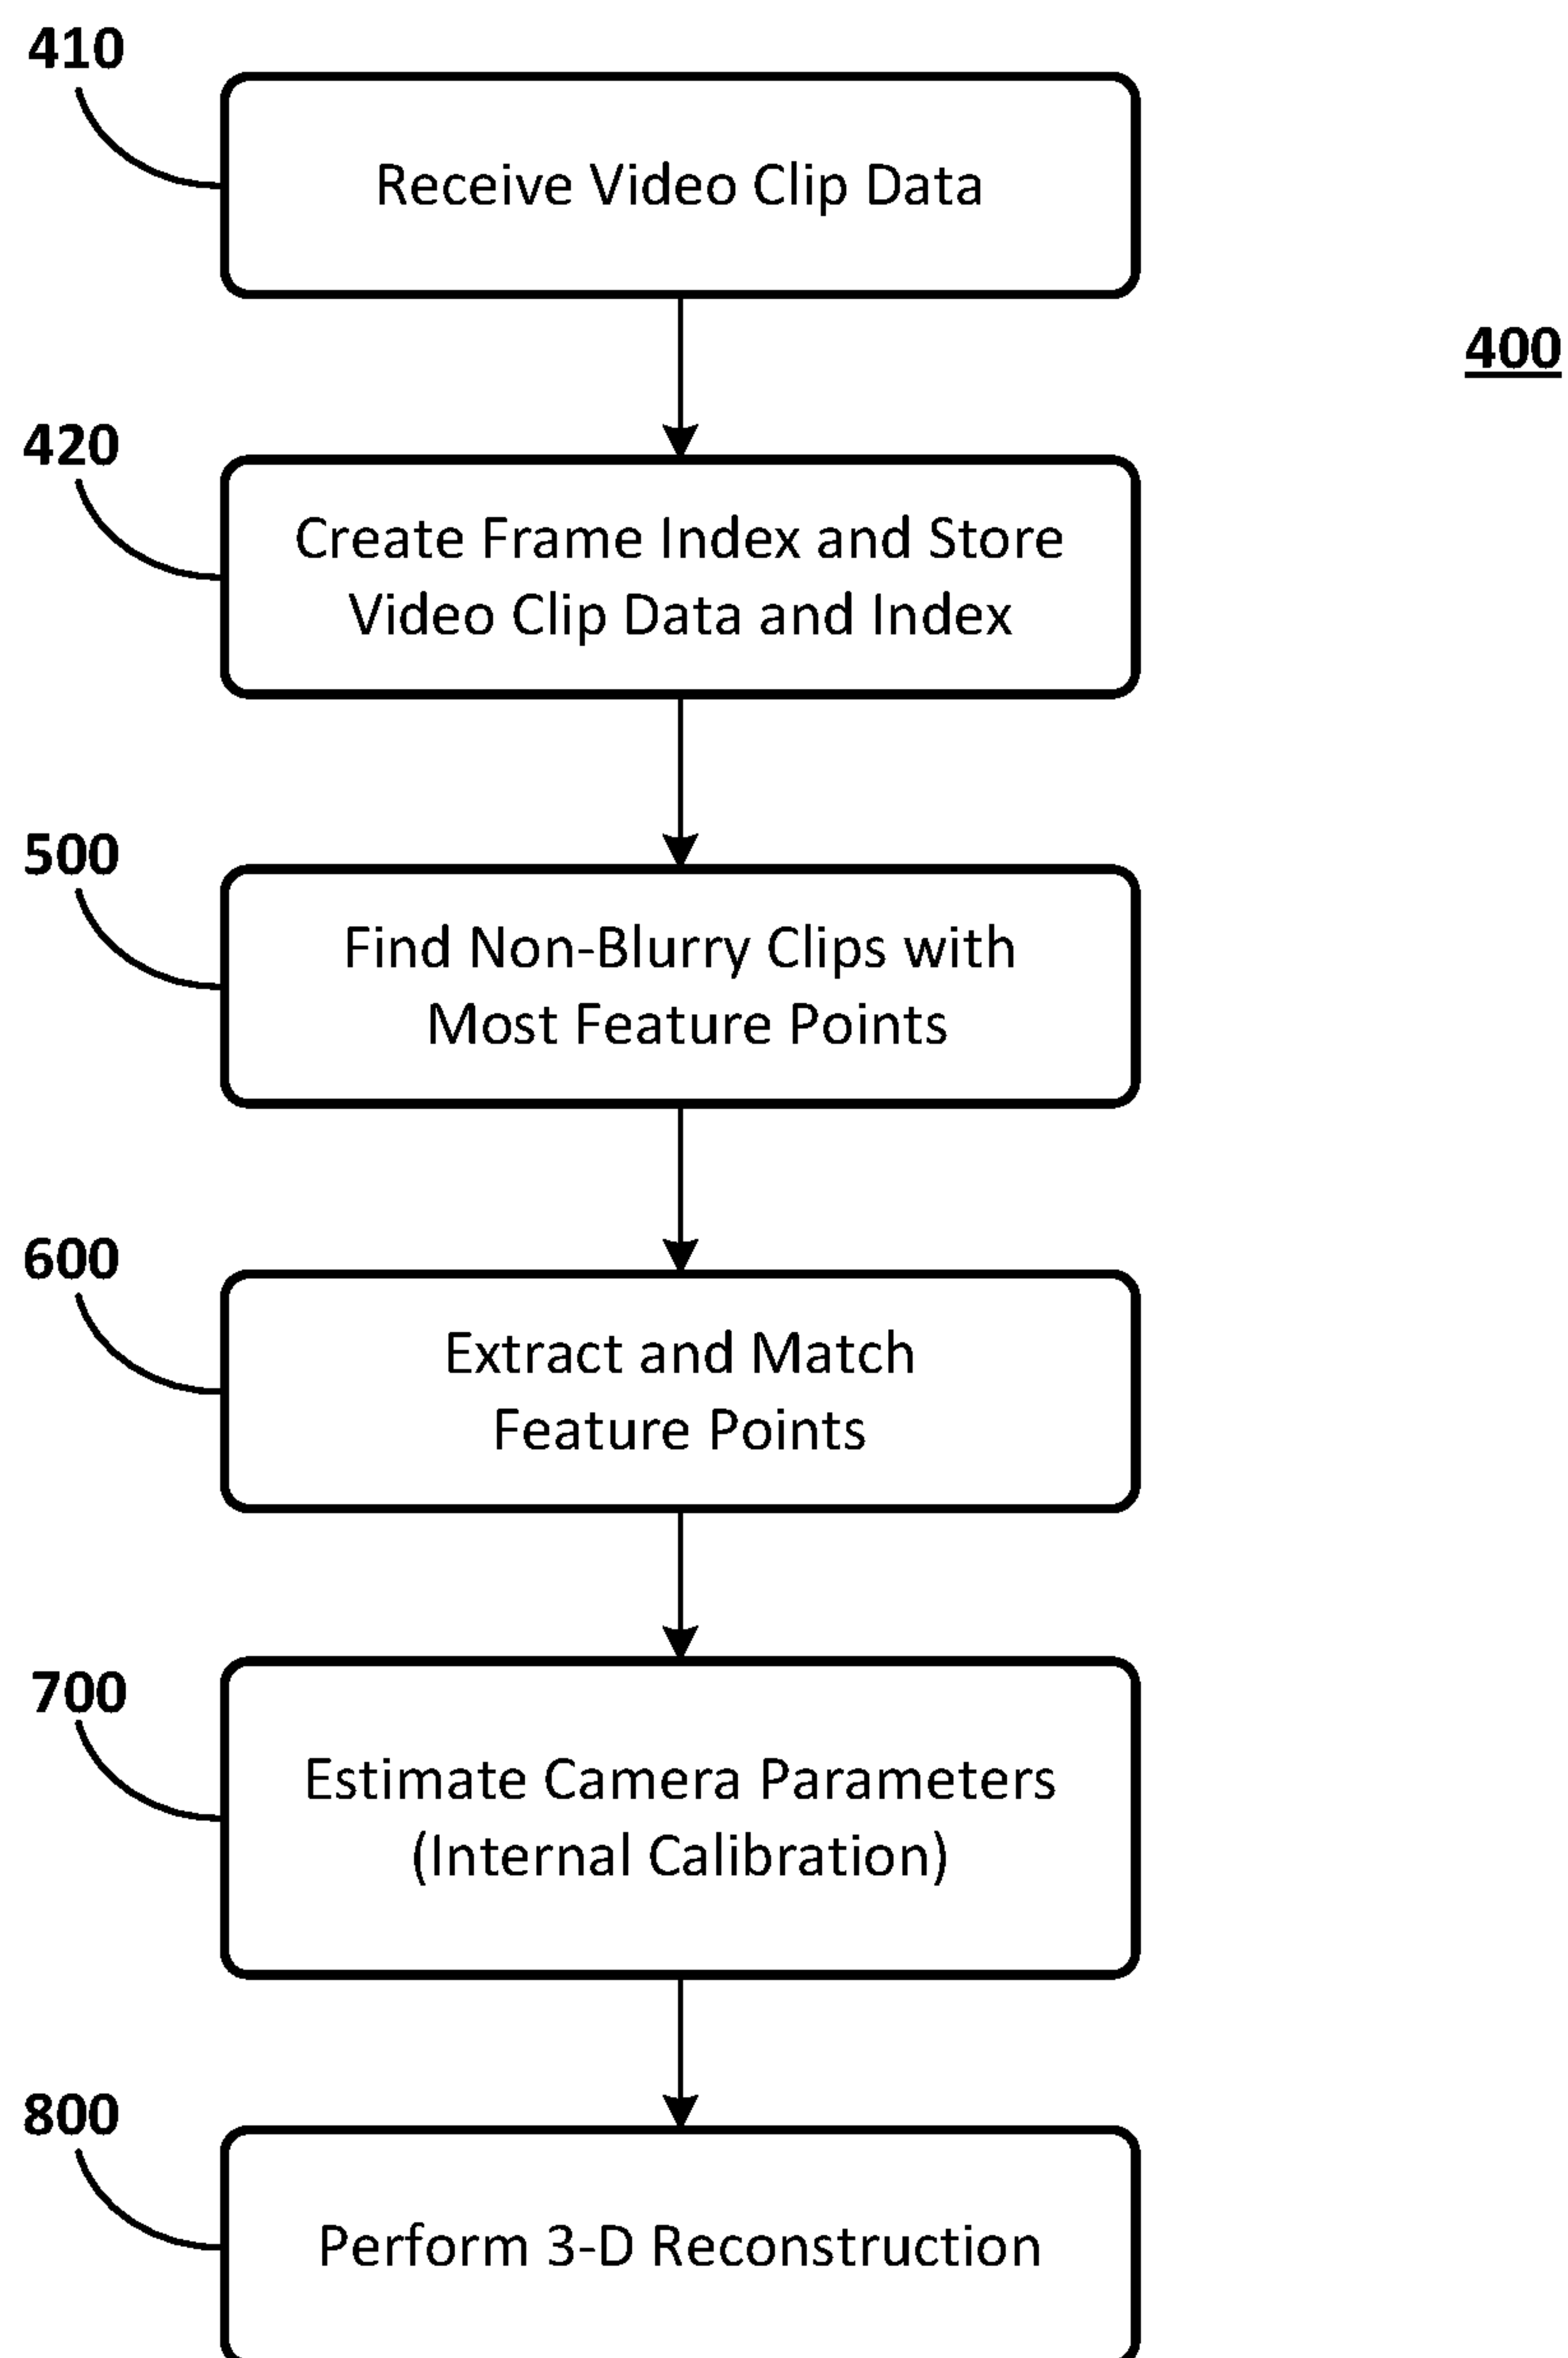 410
Receive Video Clip Data
400
420
Create Frame Index and Store
Video Clip Data and Index
500
Find Non-Blurry Clips with
Most Feature Points
600
Extract and Match
Feature Points
700
Estimate Camera Parameters
(Internal Calibration)
800
Perform 3-D Reconstruction